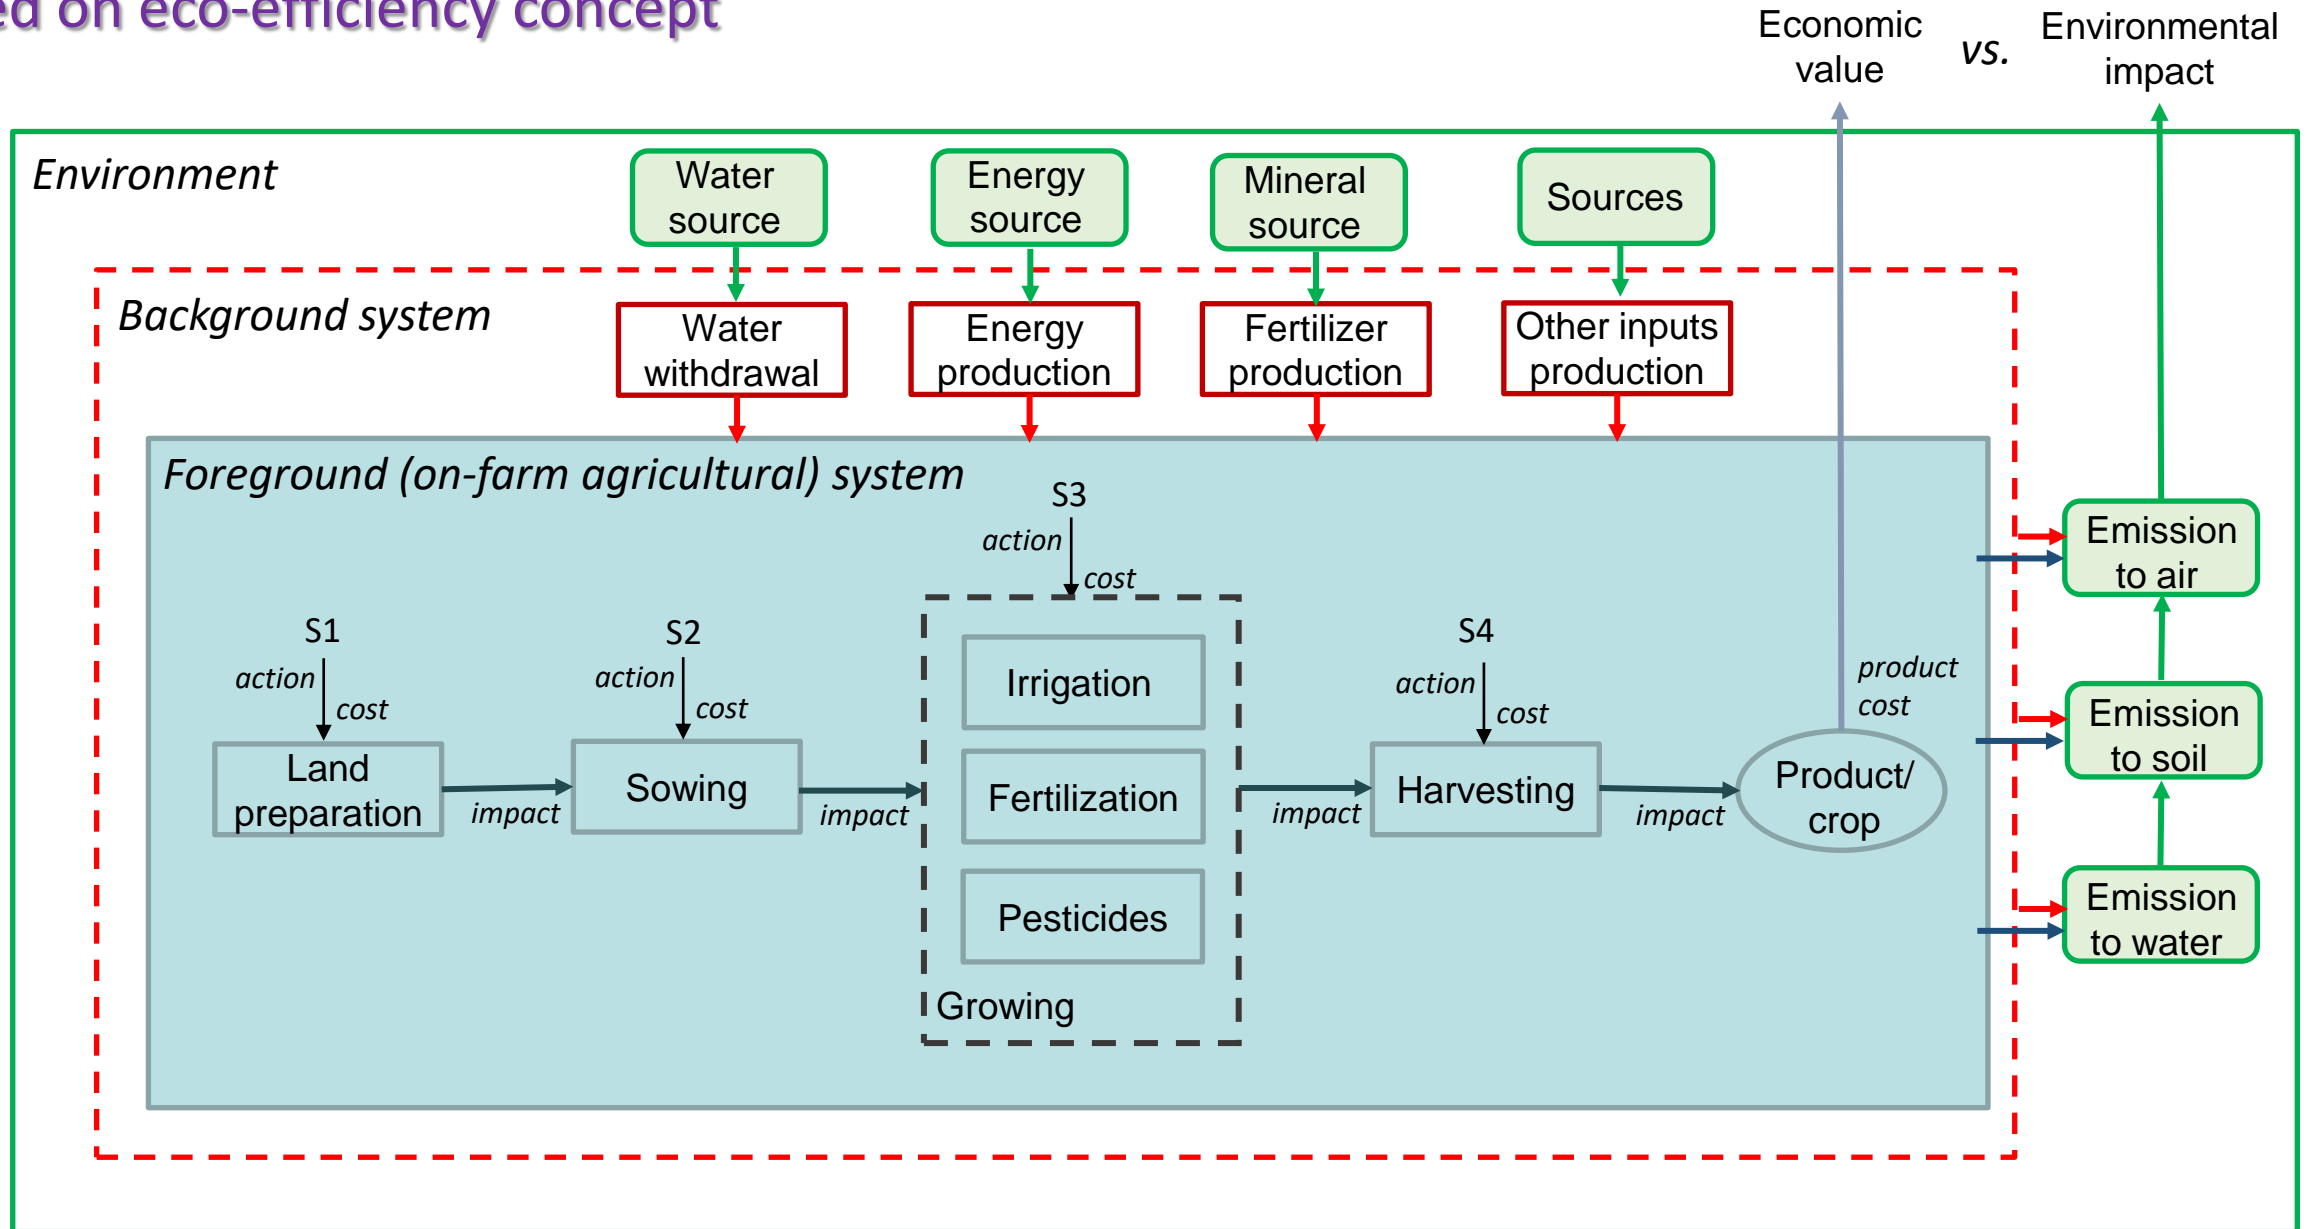 on eco-efficiency concept
Economic
value
vs.
Environmental
impact
Environment
Water
source
Energy
source
Mineral
source
Sources
Background system
Water
withdrawal
Energy
production
Fertilizer
production
Other inputs
production
Foreground (on-farm agricultural) system
S3
action
cost
S1
action
cost
S2
action
cost
S4
action
cost
product
cost
Land
preparation
impact
Sowing
impact
Irrigation
Fertilization
Pesticides
Growing
impact
Harvesting
impact
Product/
crop
Emission
to air
Emission
to soil
Emission
to water